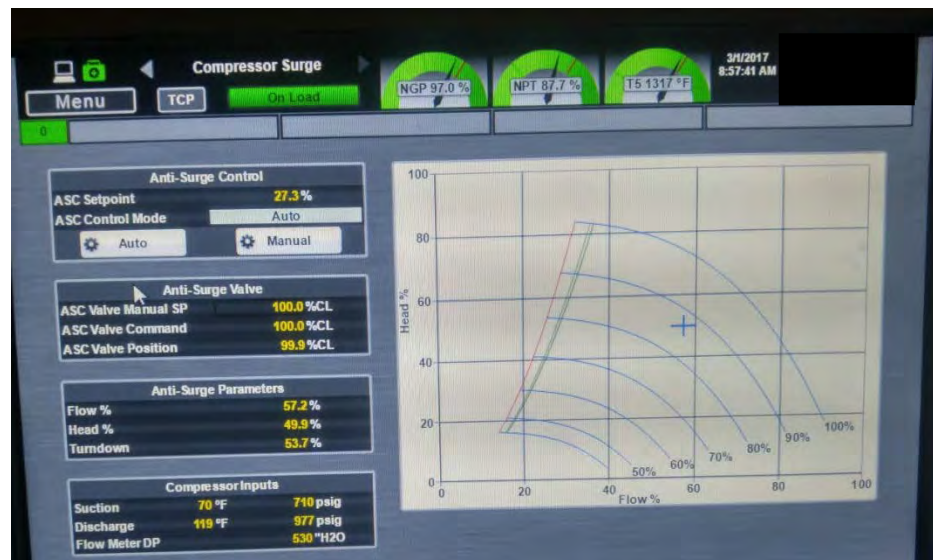 Compressor Surge
Menu
TCP
On Load
NGP 97.0 %
NPT 87.7 %
T5 1317 °F
3/1/2017
8:57:41 AM
0
Anti-Surge Control
ASC Setpoint 27.3 %
ASC Control Mode Auto
Auto Manual
Anti-Surge Valve
ASC Valve Manual SP 100.0 %CL
ASC Valve Command 100.0 %CL
ASC Valve Position 99.9 %CL
Anti-Surge Parameters
Flow % 57.2 %
Head % 49.9 %
Turndown 53.7 %
Compressor Inputs
Suction 70 °F 710 psig
Discharge 119 °F 977 psig
Flow Meter DP 530 "H2O
100
80
60
40
20
0
Head %
50% 60% 70% 80% 90% 100%
0 20 40 60 80 100
Flow %